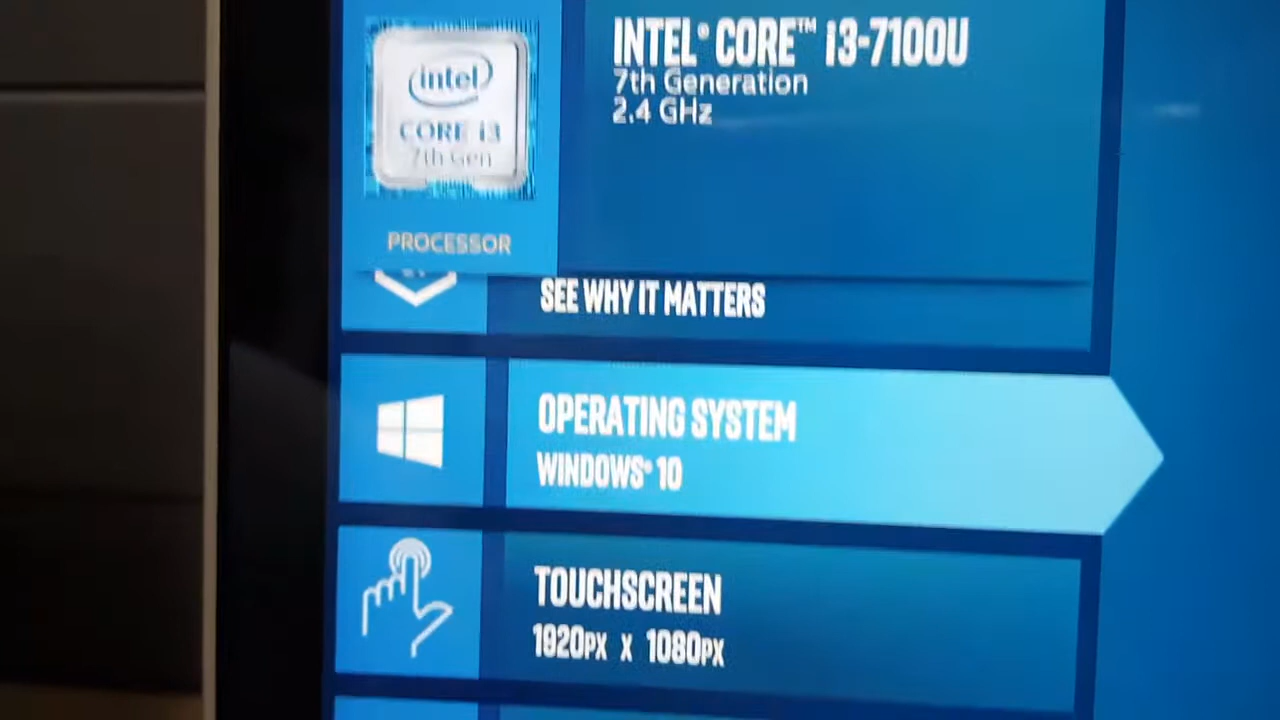 INTEL® CORE™ i3-7100U
7th Generation
2.4 GHz
intel
CORE i3
7th Gen
PROCESSOR
SEE WHY IT MATTERS
OPERATING SYSTEM
WINDOWS® 10
TOUCHSCREEN
1920PX X 1080PX